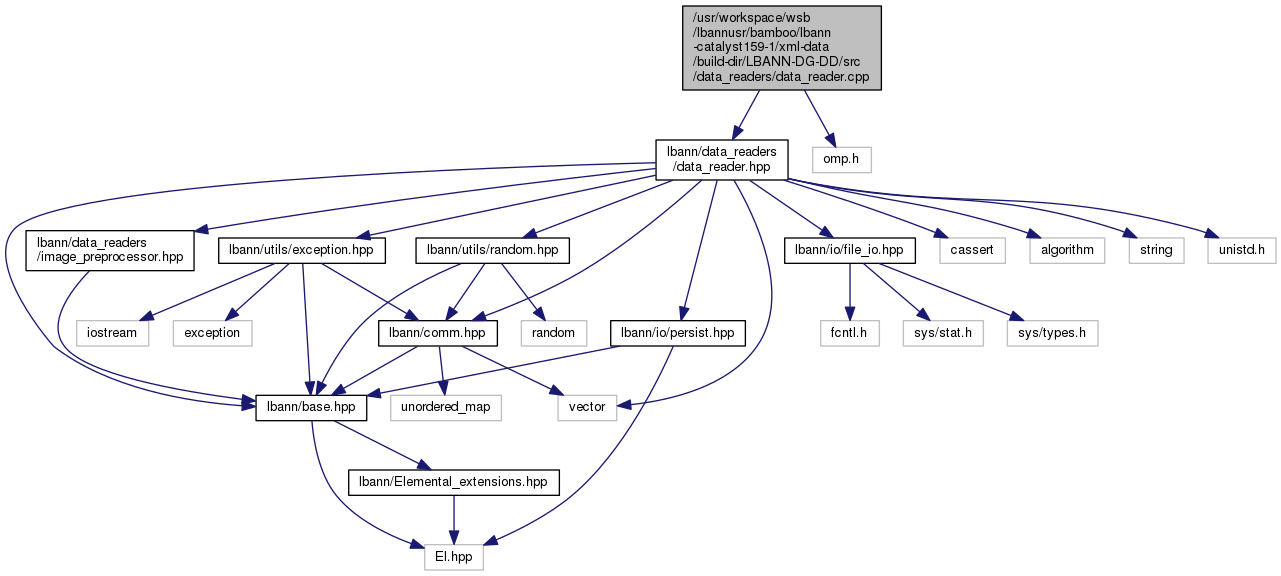 /usr/workspace/wsb
/lbannusr/bamboo/lbann
-catalyst159-1/xml-data
/build-dir/LBANN-DG-DD/src
/data_readers/data_reader.cpp
lbann/data_readers
/data_reader.hpp
omp.h
lbann/data_readers
/image_preprocessor.hpp
lbann/utils/exception.hpp
lbann/utils/random.hpp
lbann/io/file_io.hpp
cassert
algorithm
string
unistd.h
iostream
exception
lbann/comm.hpp
random
lbann/io/persist.hpp
fcntl.h
sys/stat.h
sys/types.h
lbann/base.hpp
unordered_map
vector
lbann/Elemental_extensions.hpp
El.hpp